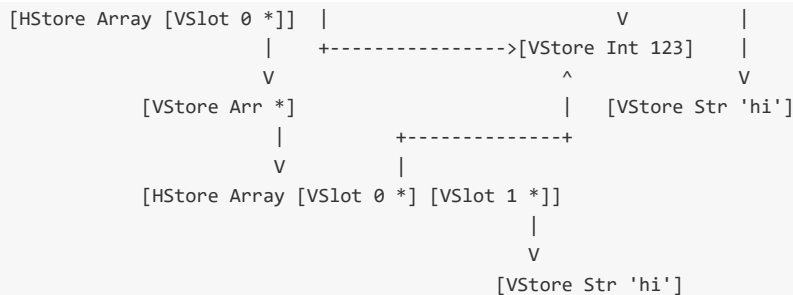 [HStore Array [VSlot 0 *]]  |                        V        |
                  |   +---------------->[VStore Int 123]    |
                  V                         ^             V
         [VStore Arr *]                     |   [VStore Str 'hi']
                   |         +--------------+
                   V         |
         [HStore Array [VSlot 0 *] [VSlot 1 *]]
                                        |
                                        V
                                     [VStore Str 'hi']